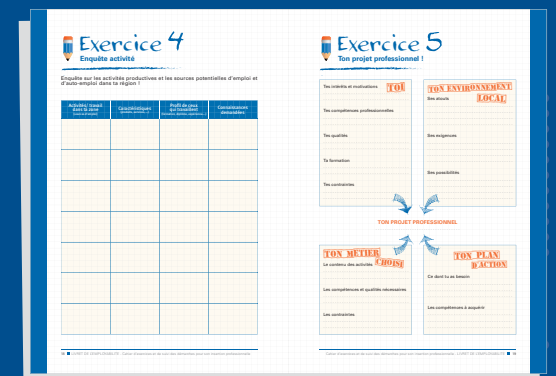 Exercice 4
Enquête activité
Enquête sur les activités productives et les sources potentielles d'emploi et
d'auto-emploi dans ta région !
Activités/ travail
dans la zone
Caractéristiques
Profil de ceux
qui travaillent
Connaissances
demandées
Exercice 5
Ton projet professionnel !
Tes intérêts et motivations
TOI
Tes compétences professionnelles
Tes qualités
Ta formation
Tes contraintes
TON ENVIRONNEMENT
LOCAL
Ses atouts
Ses exigences
Ses possibilités
TON PROJET PROFESSIONNEL
TON MÉTIER
CHOISI
Le contenu des activités
Les compétences et qualités nécessaires
Les contraintes
TON PLAN
D'ACTION
Ce dont tu as besoin
Les compétences à acquérir